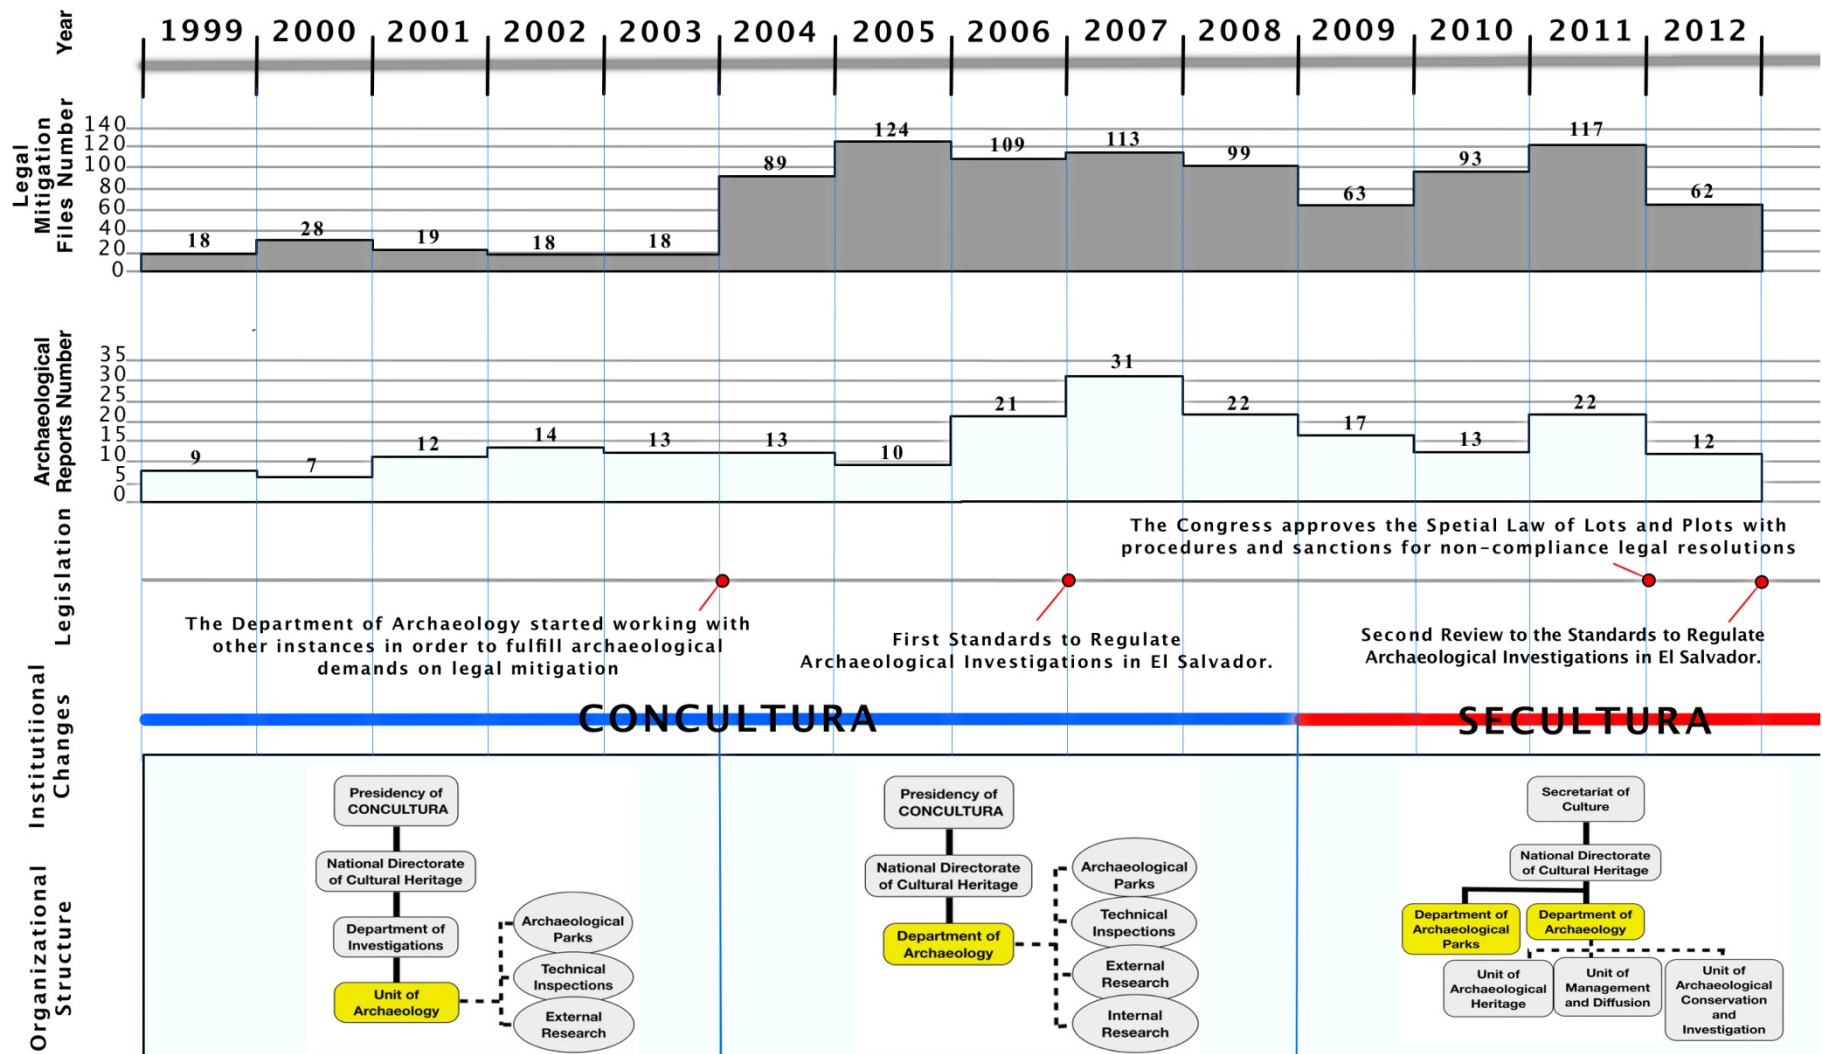 Year
1999 2000 2001 2002 2003 2004 2005 2006 2007 2008 2009 2010 2011 2012
Legal
Mitigation
Files Number
140
120
100
80
60
40
20
0
18 28 19 18 18 89 124 109 113 99 63 93 117 62
Archaeological
Reports Number
35
30
25
20
15
10
5
0
9 7 12 14 13 13 10 21 31 22 17 13 22 12
Legislation
The Congress approves the Spetial Law of Lots and Plots with
procedures and sanctions for non-compliance legal resolutions
The Department of Archaeology started working with
other instances in order to fulfill archaeological
demands on legal mitigation
First Standards to Regulate
Archaeological Investigations in El Salvador.
Second Review to the Standards to Regulate
Archaeological Investigations in El Salvador.
Institutional
Changes
CONCULTURA
SECULTURA
Organizational
Structure
Presidency of
CONCULTURA
National Directorate
of Cultural Heritage
Department of
Investigations
Unit of
Archaeology
Archaeological
Parks
Technical
Inspections
External
Research
Presidency of
CONCULTURA
National Directorate
of Cultural Heritage
Department of
Archaeology
Archaeological
Parks
Technical
Inspections
External
Research
Internal
Research
Secretariat of
Culture
National Directorate
of Cultural Heritage
Department of
Archaeological
Parks
Department of
Archaeology
Unit of
Archaeological
Heritage
Unit of
Management
and Diffusion
Unit of
Archaeological
Conservation
and
Investigation